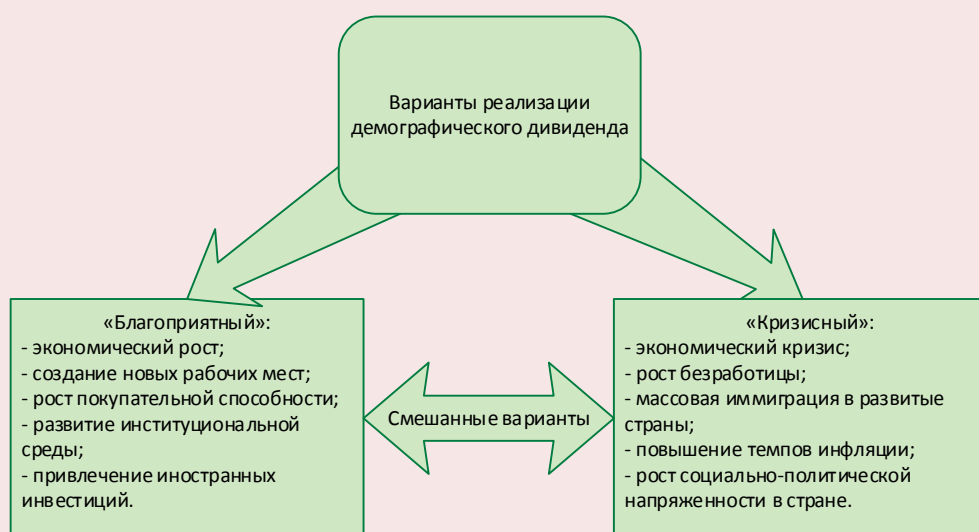 Варианты реализации
демографического дивиденда
«Благоприятный»:
- экономический рост;
- создание новых рабочих мест;
- рост покупательной способности;
- развитие институциональной
среды;
- привлечение иностранных
инвестиций.
Смешанные варианты
«Кризисный»:
- экономический кризис;
- рост безработицы;
- массовая иммиграция в развитые
страны;
- повышение темпов инфляции;
- рост социально-политической
напряженности в стране.